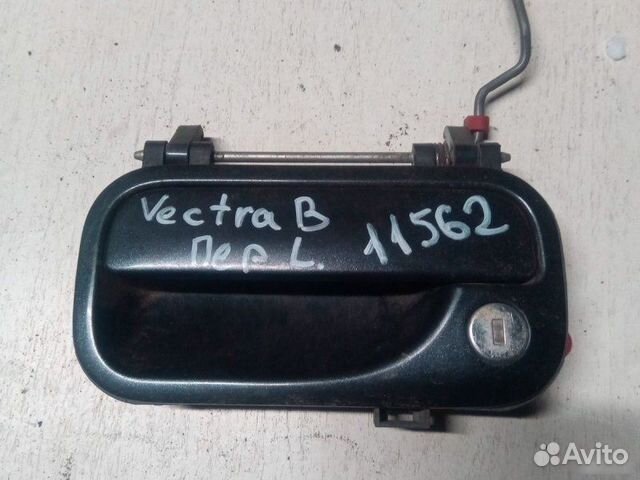 Vectra B
Пер L. 11562
Avito